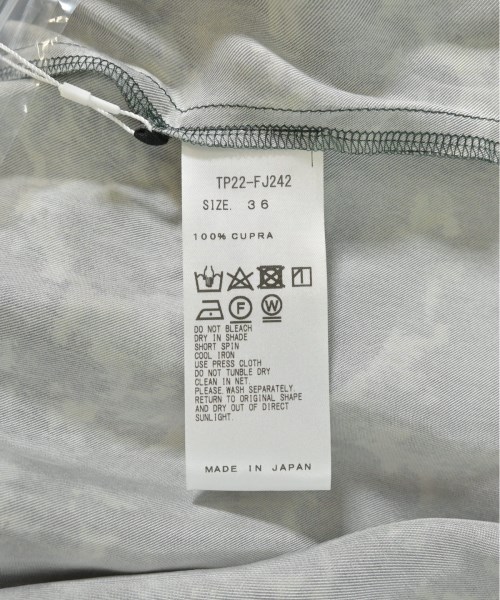 TP22-FJ242
SIZE. 36
100% CUPRA
F W
DO NOT BLEACH
DRY IN SHADE
SHORT SPIN
COOL IRON
USE PRESS CLOTH
DO NOT TUMBLE DRY
CLEAN IN NET
PLEASE WASH SEPARATELY.
RETURN TO ORIGINAL SHAPE
AND DRY OUT OF DIRECT
SUNLIGHT.
MADE IN JAPAN